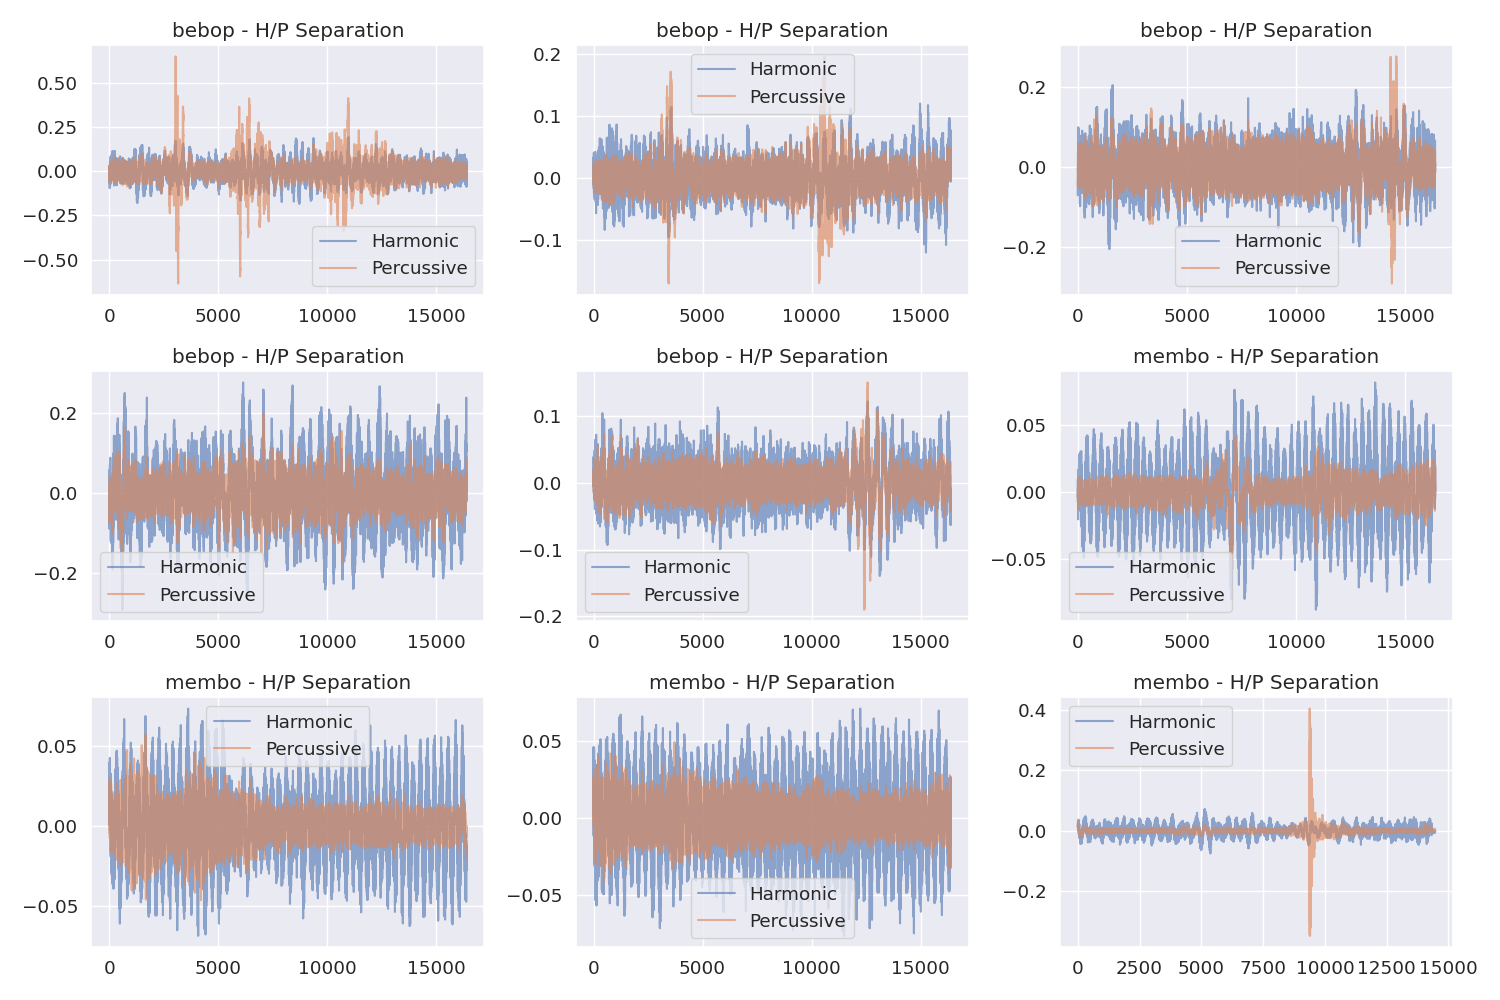 bebop - H/P Separation
0.50
0.25
0.00
−0.25
−0.50
Harmonic
Percussive
0 5000 10000 15000
bebop - H/P Separation
0.2
0.1
0.0
−0.1
Harmonic
Percussive
0 5000 10000 15000
bebop - H/P Separation
0.2
0.0
−0.2
Harmonic
Percussive
0 5000 10000 15000
bebop - H/P Separation
0.2
0.0
−0.2
Harmonic
Percussive
0 5000 10000 15000
bebop - H/P Separation
0.1
0.0
−0.1
−0.2
Harmonic
Percussive
0 5000 10000 15000
membo - H/P Separation
0.05
0.00
−0.05
Harmonic
Percussive
0 5000 10000 15000
membo - H/P Separation
Harmonic
Percussive
0.05
0.00
−0.05
0 5000 10000 15000
membo - H/P Separation
0.05
0.00
−0.05
Harmonic
Percussive
0 5000 10000 15000
membo - H/P Separation
Harmonic
Percussive
0.4
0.2
0.0
−0.2
0 2500 5000 7500 10000 12500 15000